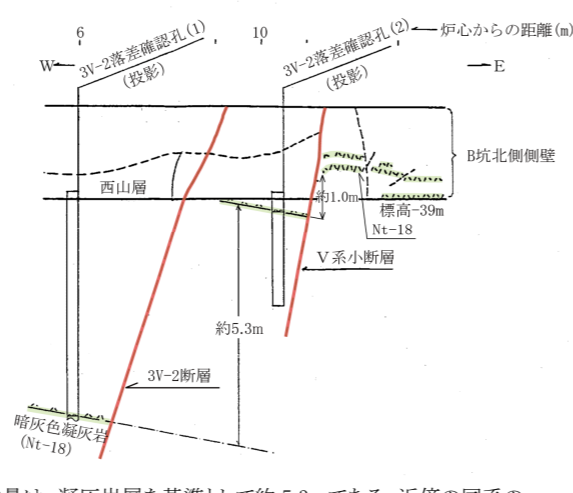 6
10
炉心からの距離(m)
3V-2落差確認孔(1)
(投影)
3V-2落差確認孔(2)
(投影)
W
E
B坑北側側壁
西山層
約1.0m
標高-39m
Nt-18
V系小断層
約5.3m
3V-2断層
暗灰色凝灰岩
(Nt-18)